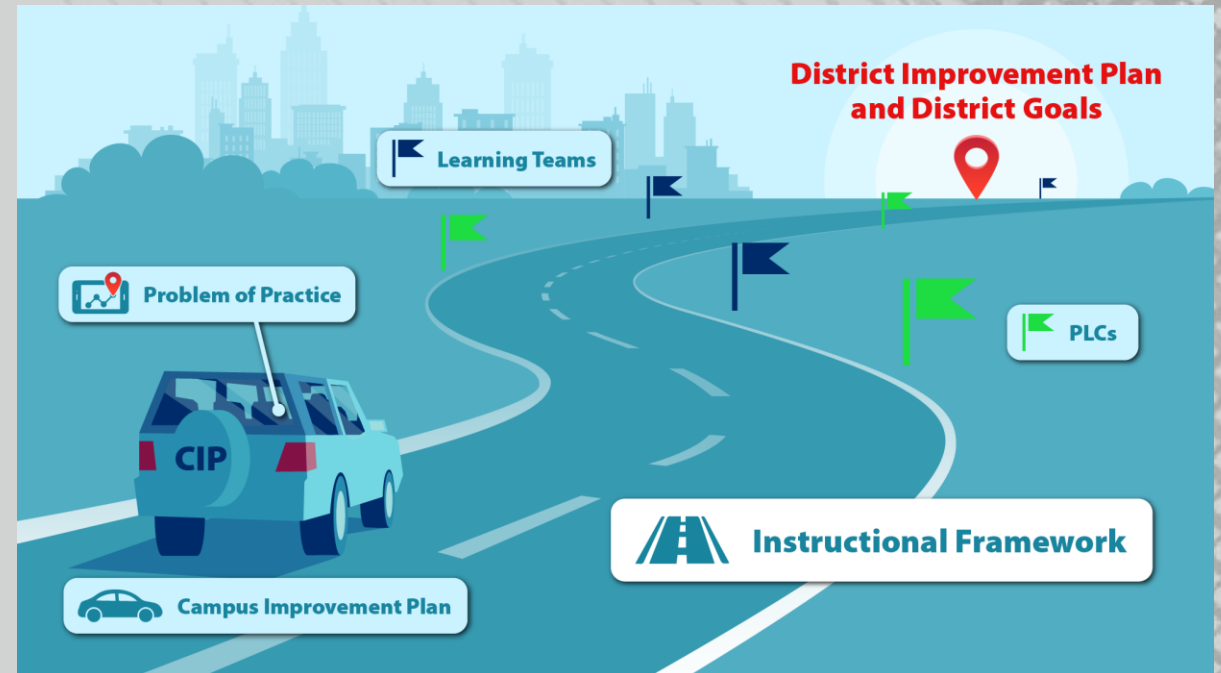 District Improvement Plan
and District Goals
Learning Teams
Problem of Practice
PLCs
CIP
Instructional Framework
Campus Improvement Plan